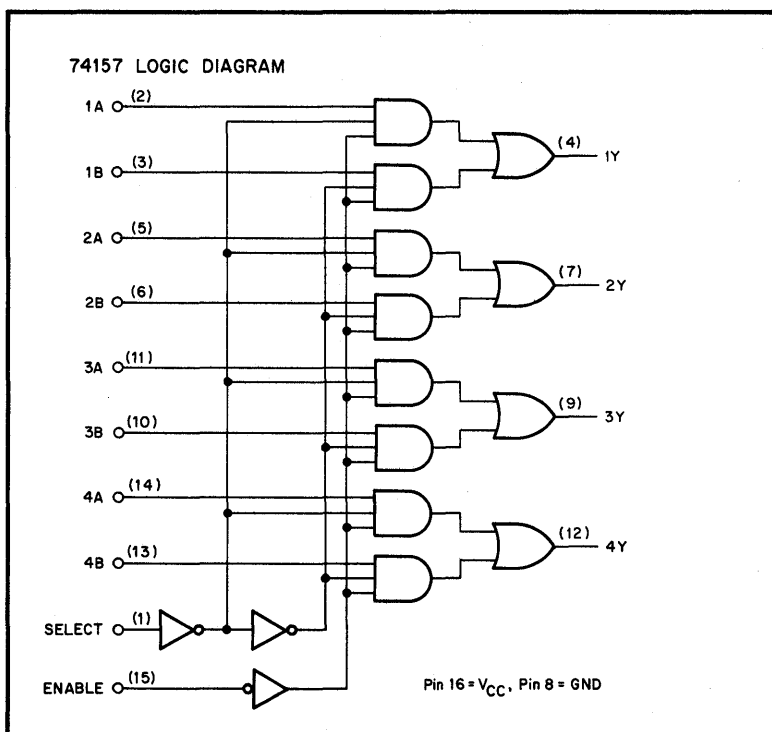 74157 LOGIC DIAGRAM
1A (2)
(4) 1Y
1B (3)
2A (5)
(7) 2Y
2B (6)
3A (11)
(9) 3Y
3B (10)
4A (14)
(12) 4Y
4B (13)
SELECT (1)
ENABLE (15)
Pin 16 = VCC, Pin 8 = GND